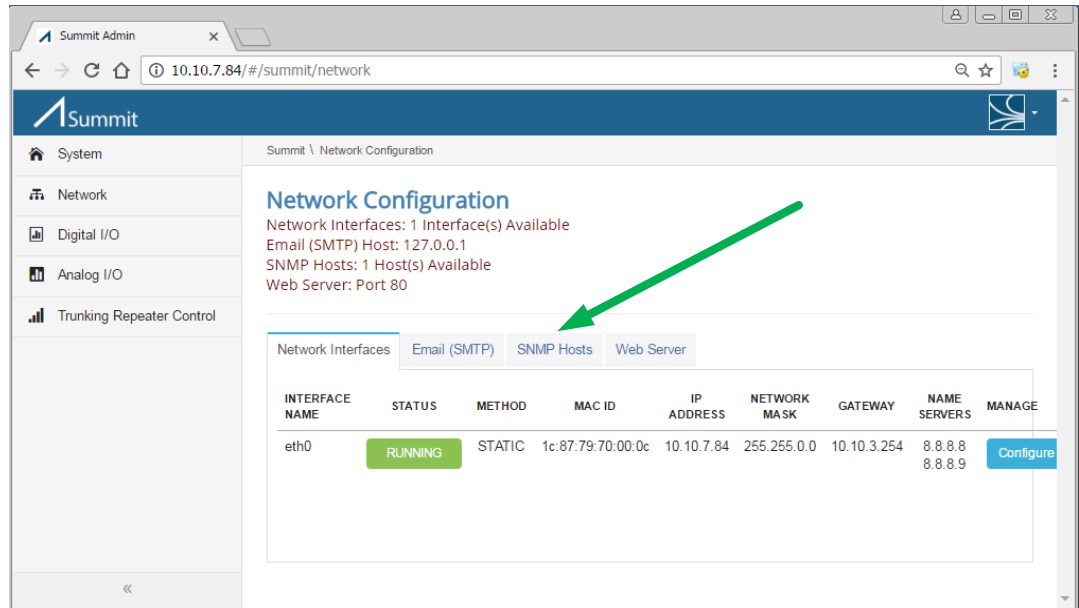 Summit Admin
10.10.7.84/#/summit/network
Summit
System
Network
Digital I/O
Analog I/O
Trunking Repeater Control
Summit \ Network Configuration
Network Configuration
Network Interfaces: 1 Interface(s) Available
Email (SMTP) Host: 127.0.0.1
SNMP Hosts: 1 Host(s) Available
Web Server: Port 80
Network Interfaces Email (SMTP) SNMP Hosts Web Server
INTERFACE NAME STATUS METHOD MAC ID IP ADDRESS NETWORK MASK GATEWAY NAME SERVERS MANAGE
eth0 RUNNING STATIC 1c:87:79:70:00:0c 10.10.7.84 255.255.0.0 10.10.3.254 8.8.8.8 Configure
8.8.8.9